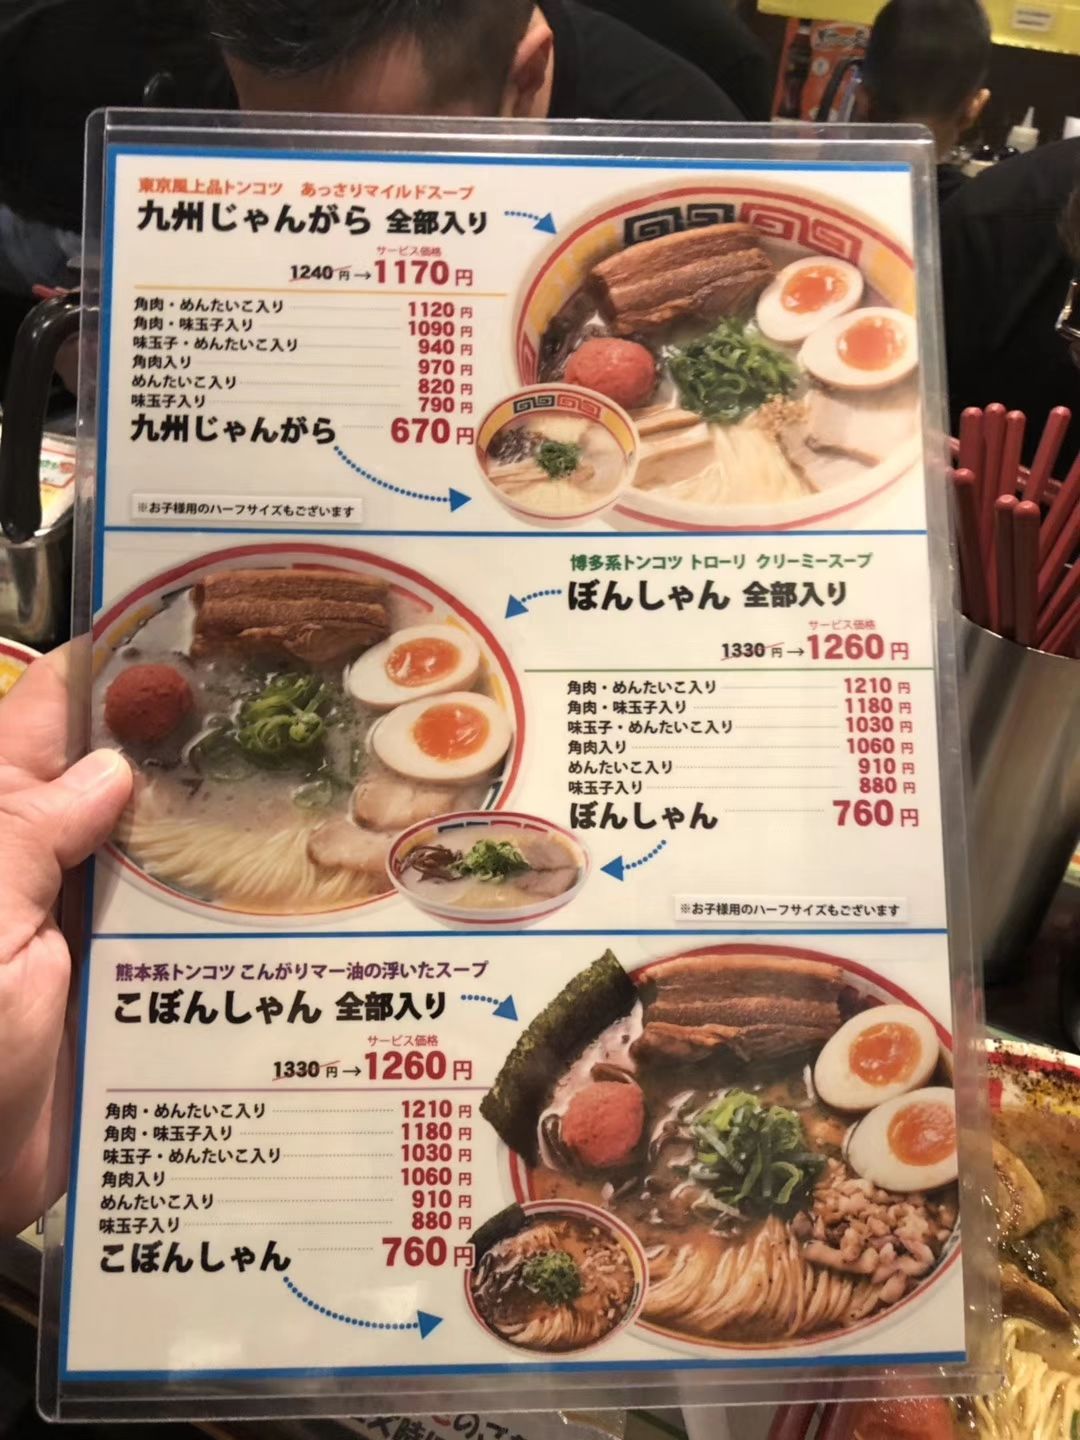 東京風上品トンコツ あっさりマイルドスープ
九州じゃんがら 全部入り
サービス価格
1240円→1170円
角肉・めんたいこ入り 1120円
角肉・味玉子入り 1090円
味玉子・めんたいこ入り 940円
角肉入り 970円
めんたいこ入り 820円
味玉子入り 790円
九州じゃんがら 670円
※お子様用のハーフサイズもございます
博多系トンコツ トローリ クリーミースープ
ぼんしゃん 全部入り
サービス価格
1330円→1260円
角肉・めんたいこ入り 1210円
角肉・味玉子入り 1180円
味玉子・めんたいこ入り 1030円
角肉入り 1060円
めんたいこ入り 910円
味玉子入り 880円
ぼんしゃん 760円
※お子様用のハーフサイズもございます
熊本系トンコツ こんがりマー油の浮いたスープ
こぼんしゃん 全部入り
サービス価格
1330円→1260円
角肉・めんたいこ入り 1210円
角肉・味玉子入り 1180円
味玉子・めんたいこ入り 1030円
角肉入り 1060円
めんたいこ入り 910円
味玉子入り 880円
こぼんしゃん 760円